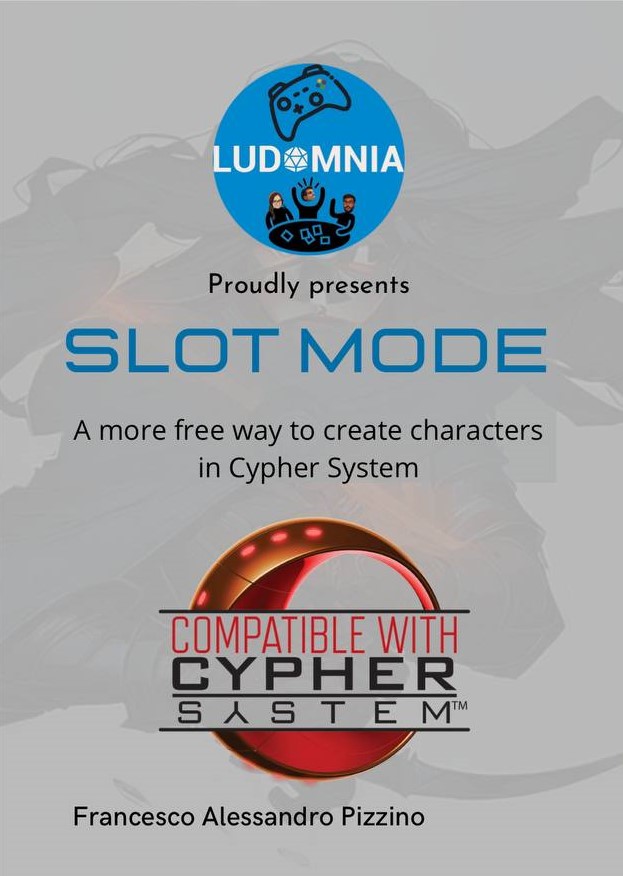 LUDOMNIA
Proudly presents
SLOT MODE
A more free way to create characters
in Cypher System
COMPATIBLE WITH
CYPHER
SYSTEM™
Francesco Alessandro Pizzino